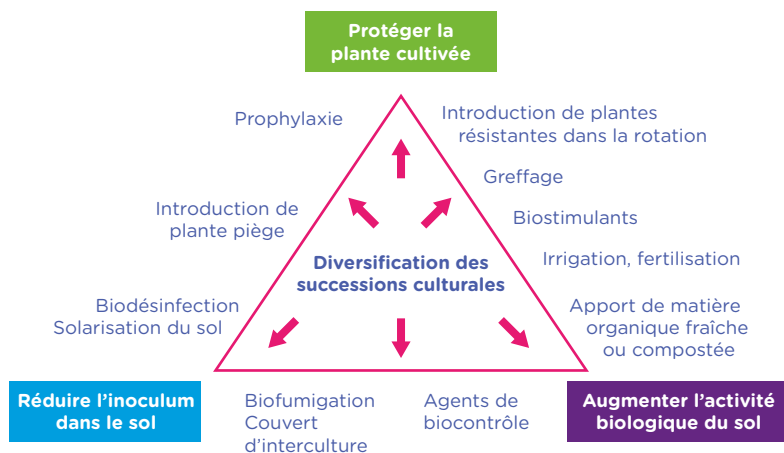 Protéger la
plante cultivée
Prophylaxie
Introduction de plantes
résistantes dans la rotation
Greffage
Introduction de
plante piège
Biostimulants
Diversification des
successions culturales
Irrigation, fertilisation
Biodésinfection
Solarisation du sol
Apport de matière
organique fraîche
ou compostée
Réduire l’inoculum
dans le sol
Biofumigation
Couvert
d’interculture
Agents de
biocontrôle
Augmenter l’activité
biologique du sol